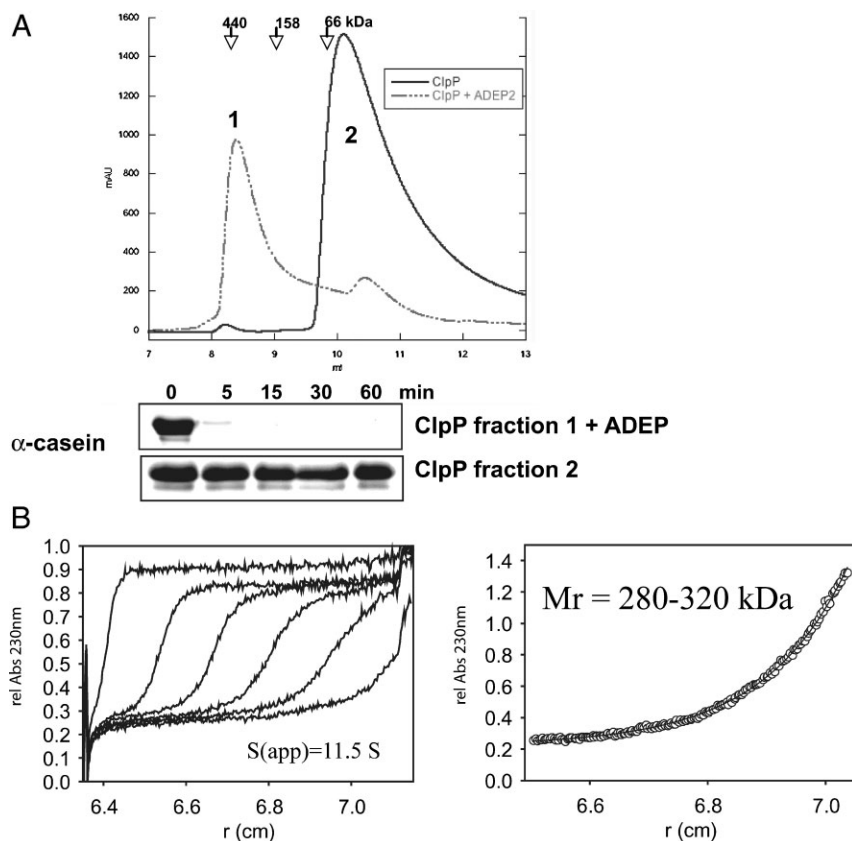 A
440 158 66 kDa
1600
1400
1200
1000
800
600
400
200
0
mAU
ClpP
ClpP + ADEP2
1
2
7 8 9 10 11 12 13
ml
0 5 15 30 60 min
α-casein
ClpP fraction 1 + ADEP
ClpP fraction 2
B
1.0
0.9
0.8
0.7
0.6
0.5
0.4
0.3
0.2
0.1
0.0
rel Abs 230nm
S(app)=11.5 S
6.4 6.6 6.8 7.0
r (cm)
1.4
1.2
1.0
0.8
0.6
0.4
0.2
0.0
rel Abs 230nm
Mr = 280-320 kDa
6.6 6.8 7.0
r (cm)